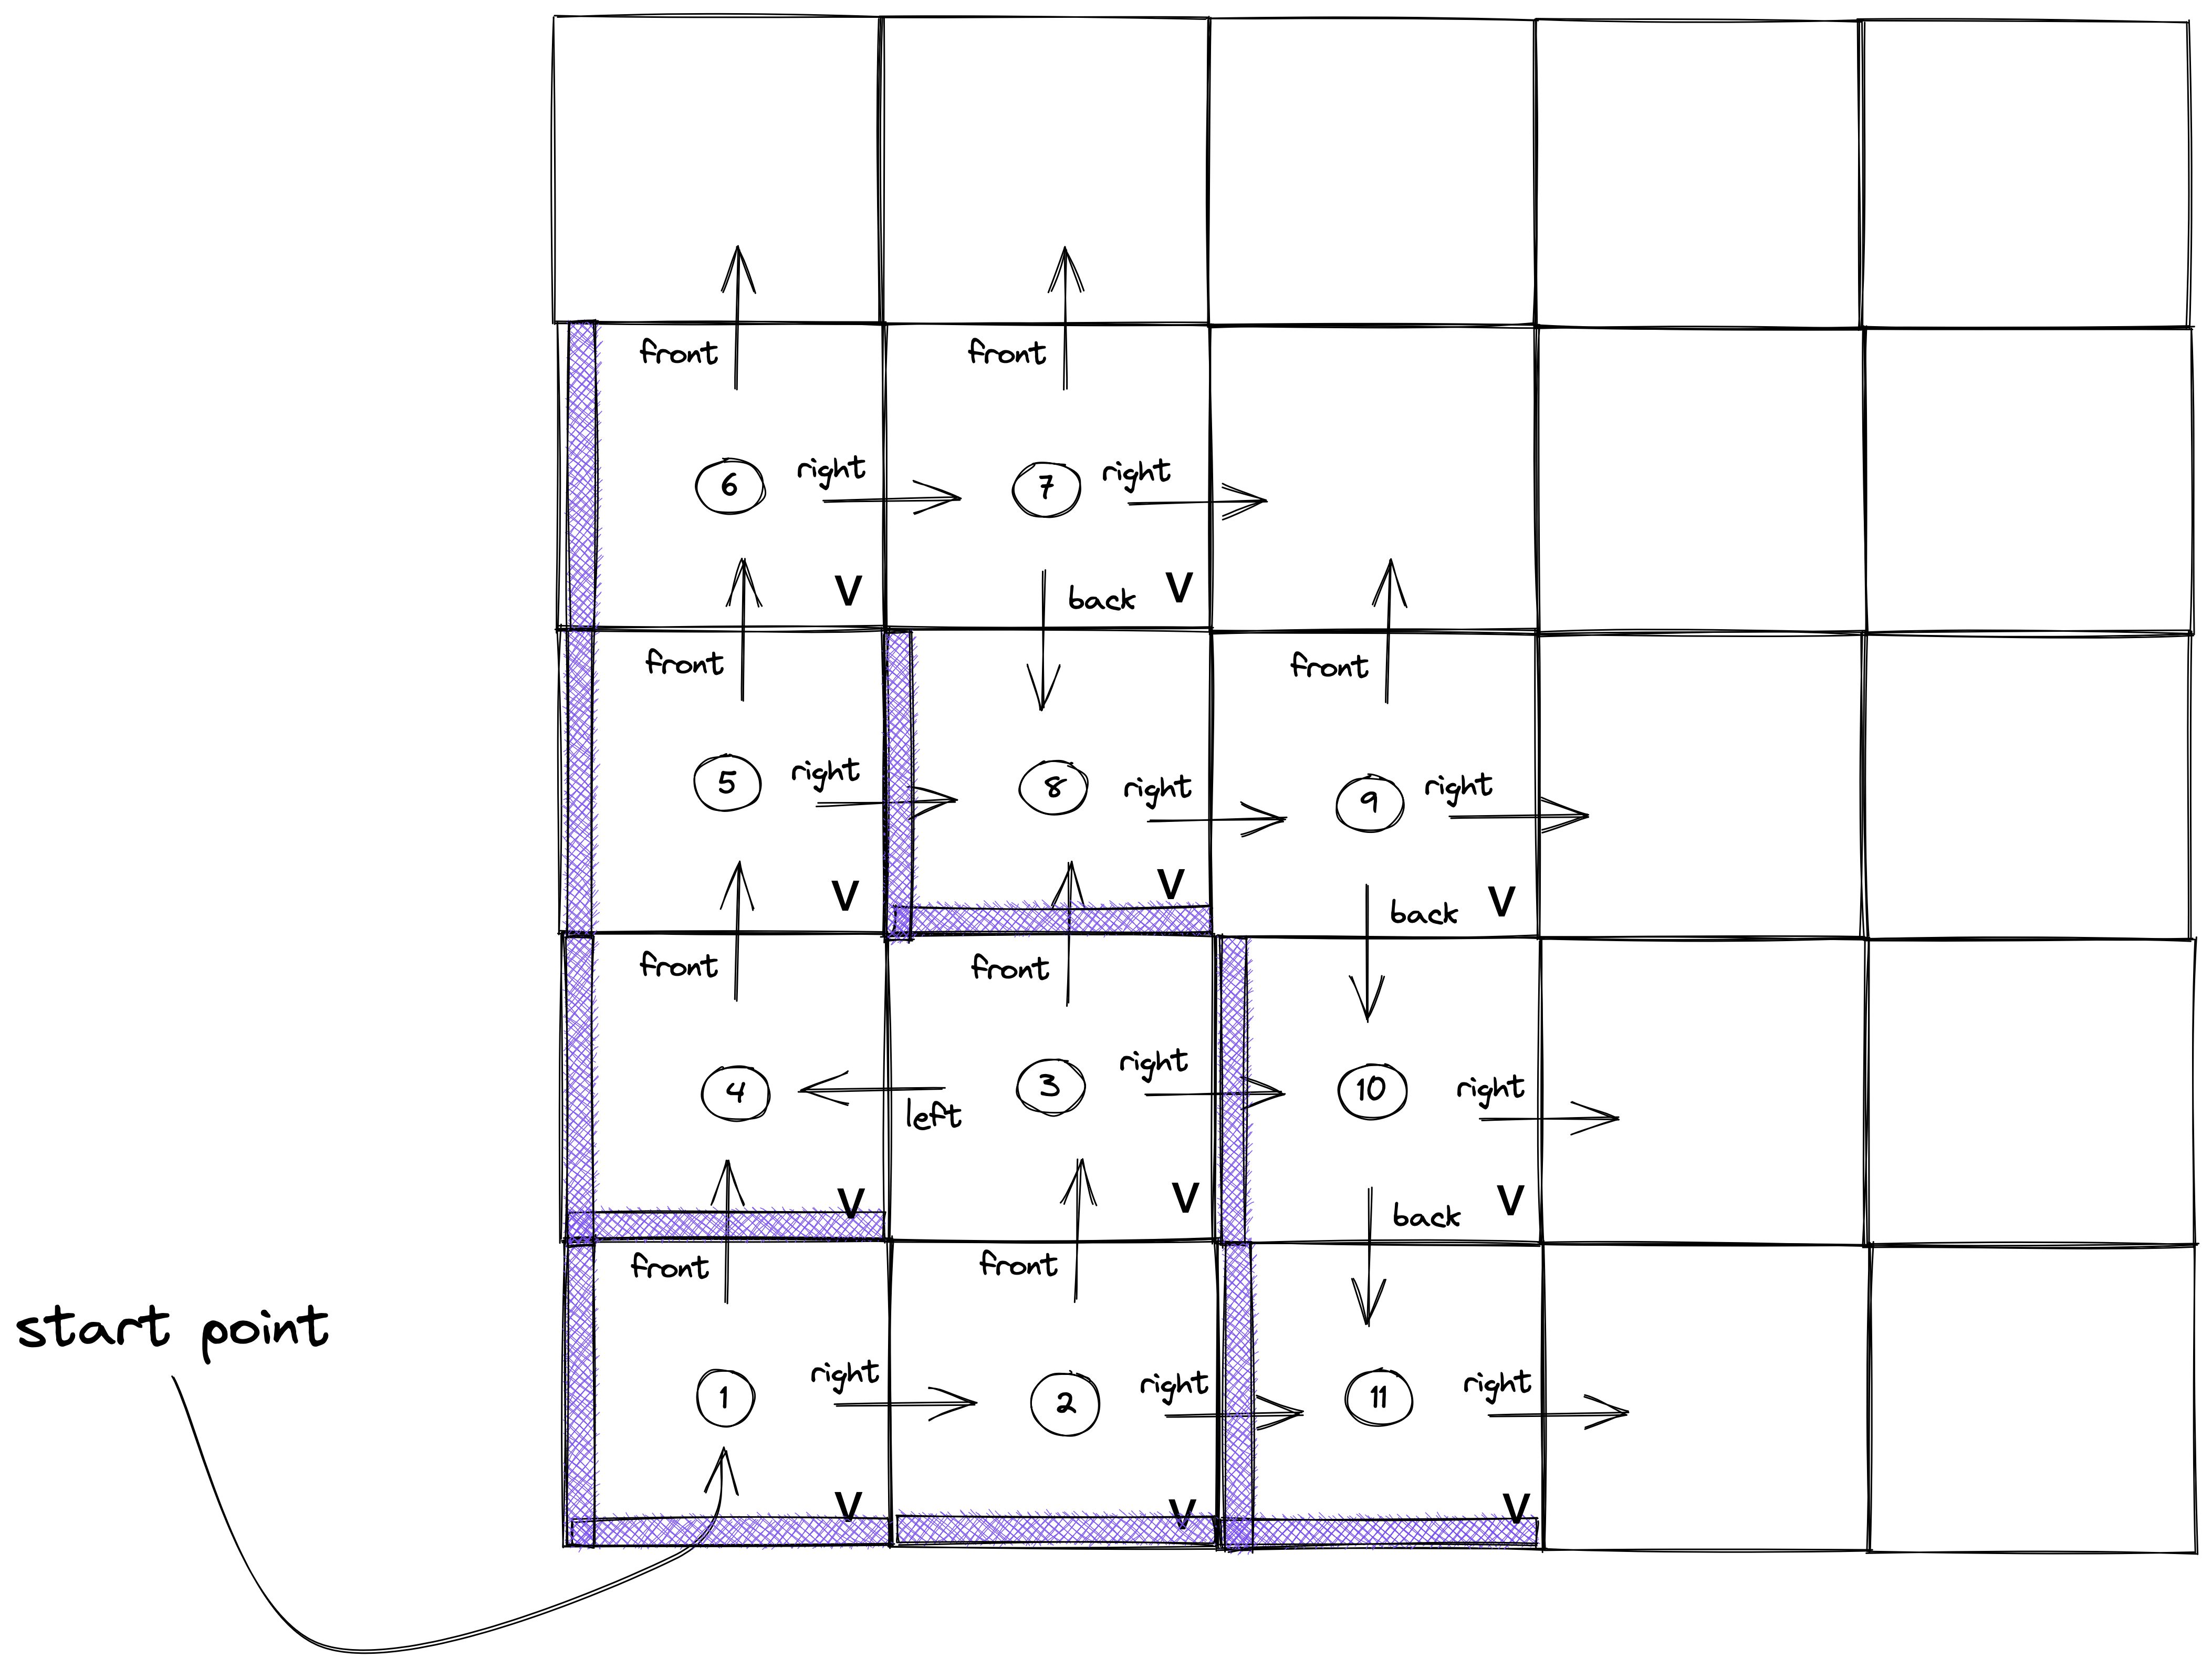 front
front
6
right
7
right
V
back
V
front
front
5
right
8
right
9
right
V
V
back
V
front
front
4
left
3
right
10
right
V
V
back
V
front
front
start point
1
right
2
right
11
right
V
V
V